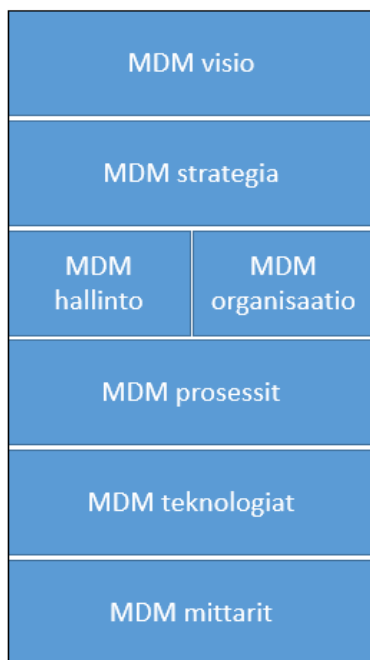 MDM visio
MDM strategia
MDM
hallinto
MDM
organisaatio
MDM prosessit
MDM teknologiat
MDM mittarit